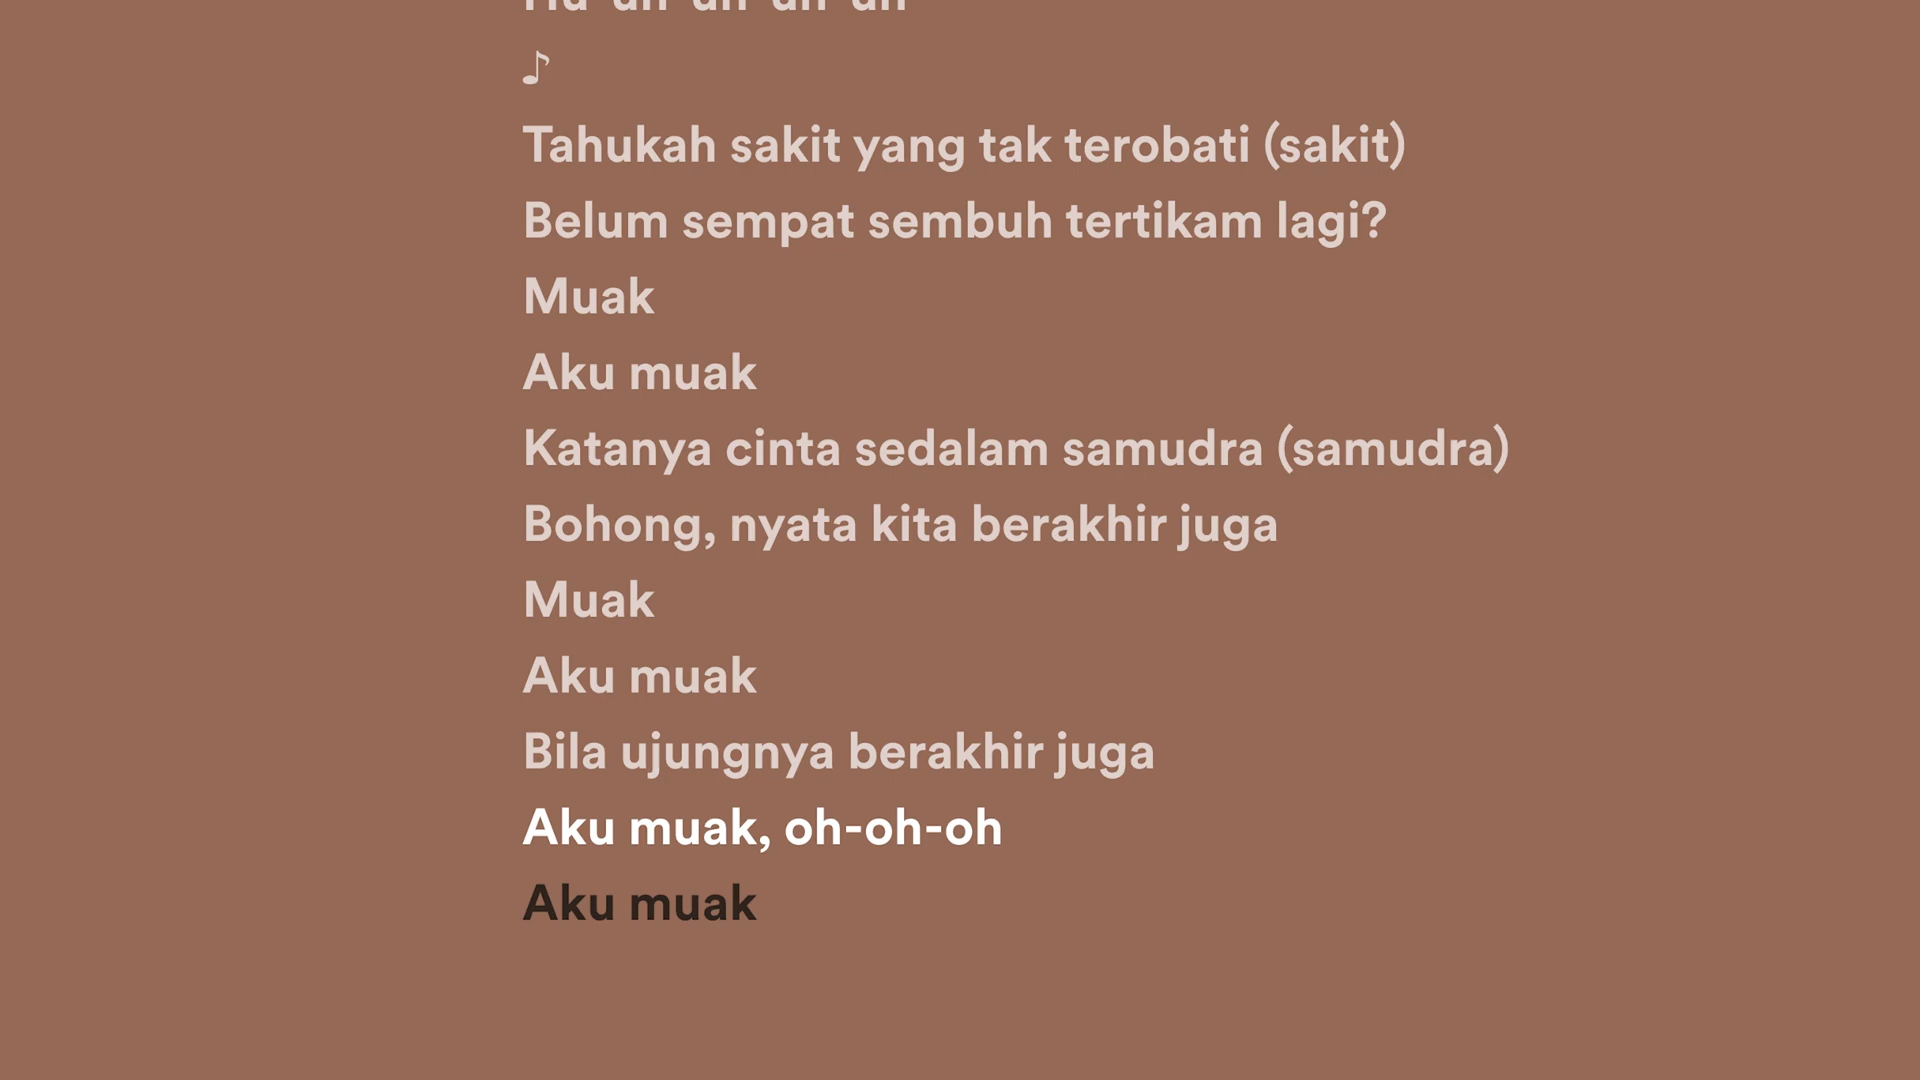 ♪
Tahukah sakit yang tak terobati (sakit)
Belum sempat sembuh tertikam lagi?
Muak
Aku muak
Katanya cinta sedalam samudra (samudra)
Bohong, nyata kita berakhir juga
Muak
Aku muak
Bila ujungnya berakhir juga
Aku muak, oh-oh-oh
Aku muak